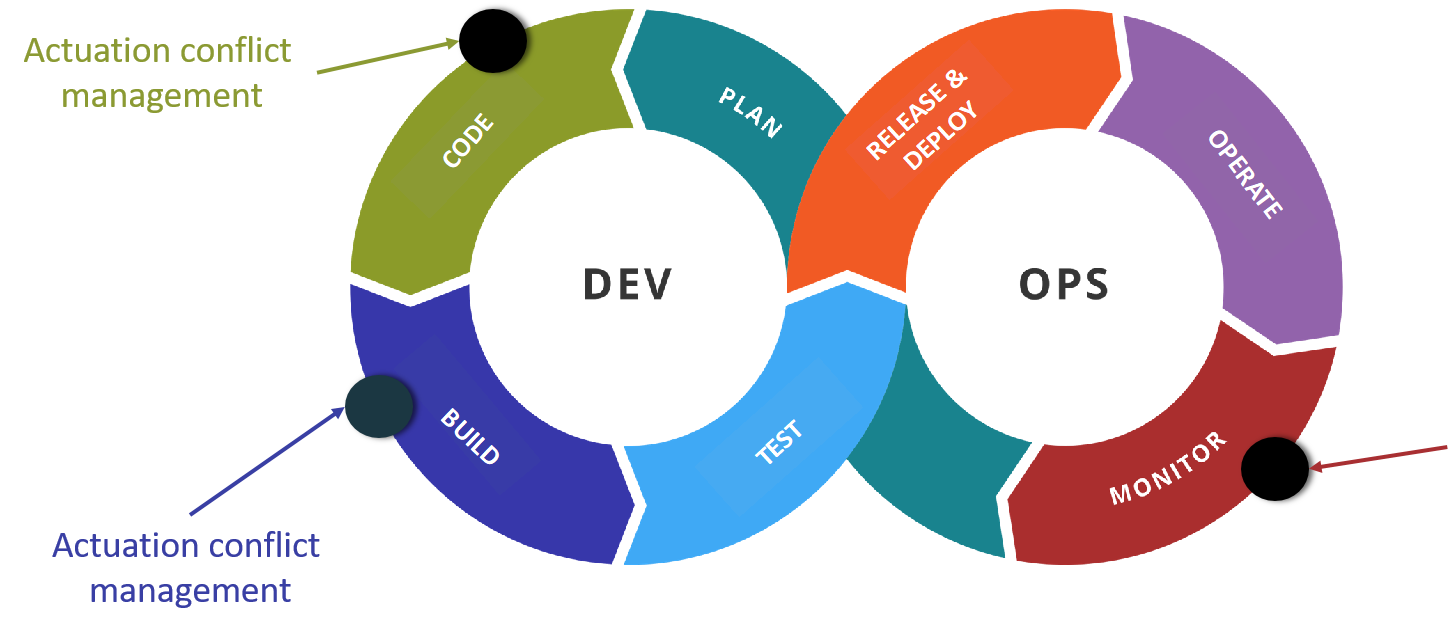 Actuation conflict
management
CODE
PLAN
RELEASE &
DEPLOY
OPERATE
DEV
OPS
BUILD
TEST
MONITOR
Actuation conflict
management